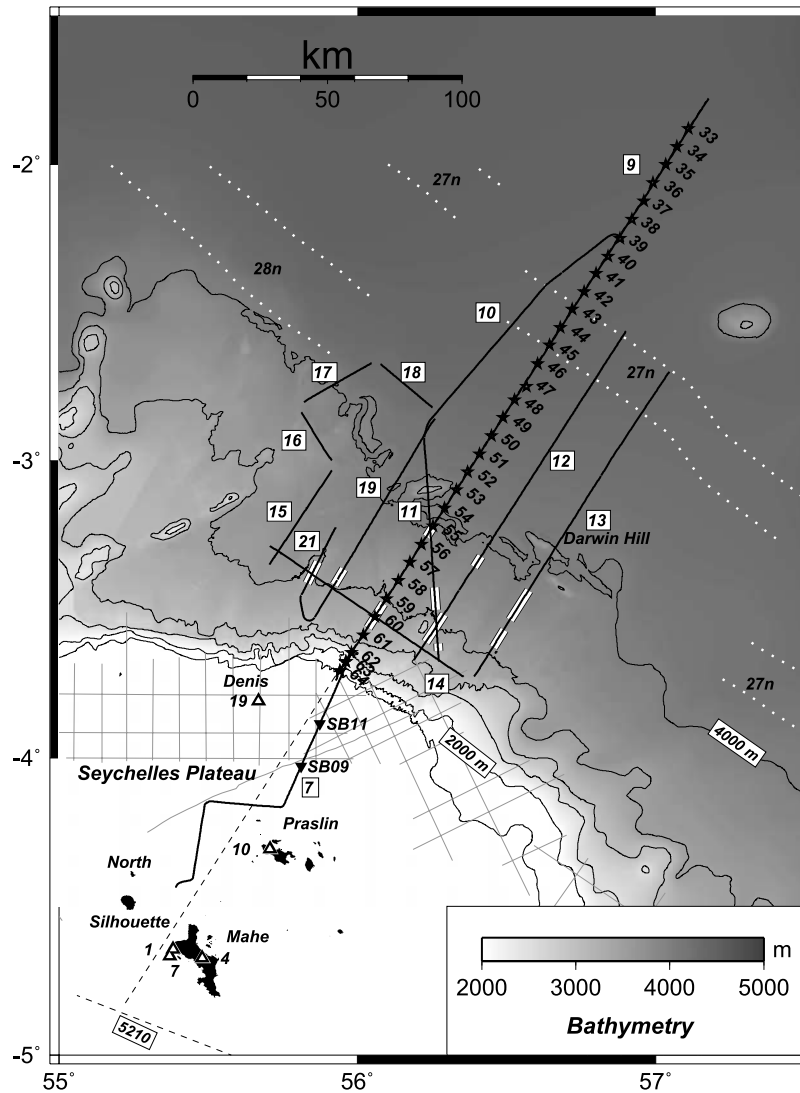 km
0 50 100
-2°
-3°
-4°
-5°
55° 56° 57°
33
34
35
36
37
38
39
40
41
42
43
44
45
46
47
48
49
50
51
52
53
54
55
56
57
58
59
60
61
62
63
64
9
27n
28n
10
17
18
27n
16
12
19
15
11
13
21
Darwin Hill
14
27n
Denis
19
SB11
4000 m
2000 m
Seychelles Plateau
SB09
7
Praslin
10
North
Silhouette
Mahe
1
7
4
5210
m
2000 3000 4000 5000
Bathymetry